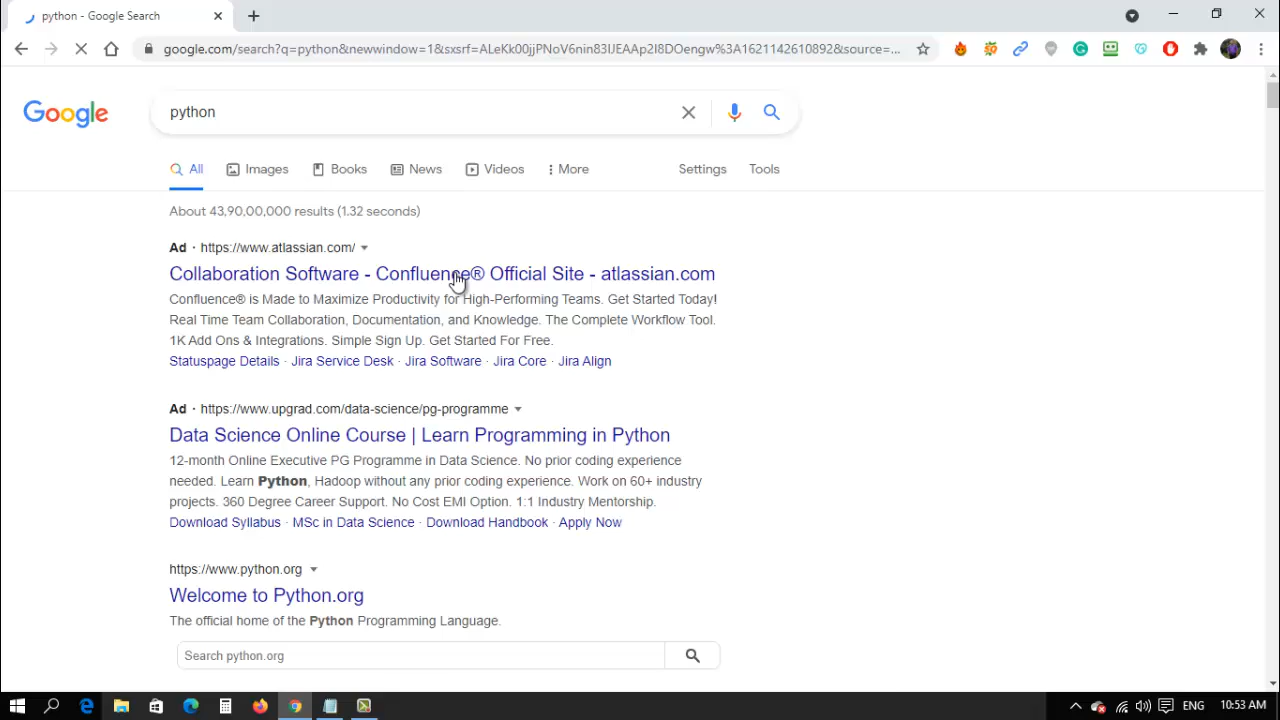 python - Google Search
google.com/search?q=python&newwindow=1&sxsrf=ALeKk00jjPNoV6nin83lJEAAp2I8DOengw%3A1621142610892&source=...
Google
python
All
Images
Books
News
Videos
More
Settings
Tools
About 43,90,00,000 results (1.32 seconds)
Ad · https://www.atlassian.com/
Collaboration Software - Confluence® Official Site - atlassian.com
Confluence® is Made to Maximize Productivity for High-Performing Teams. Get Started Today!
Real Time Team Collaboration, Documentation, and Knowledge. The Complete Workflow Tool.
1K Add Ons & Integrations. Simple Sign Up. Get Started For Free.
Statuspage Details · Jira Service Desk · Jira Software · Jira Core · Jira Align
Ad · https://www.upgrad.com/data-science/pg-programme
Data Science Online Course | Learn Programming in Python
12-month Online Executive PG Programme in Data Science. No prior coding experience
needed. Learn Python, Hadoop without any prior coding experience. Work on 60+ industry
projects. 360 Degree Career Support. No Cost EMI Option. 1:1 Industry Mentorship.
Download Syllabus · MSc in Data Science · Download Handbook · Apply Now
https://www.python.org
Welcome to Python.org
The official home of the Python Programming Language.
Search python.org
ENG
10:53 AM